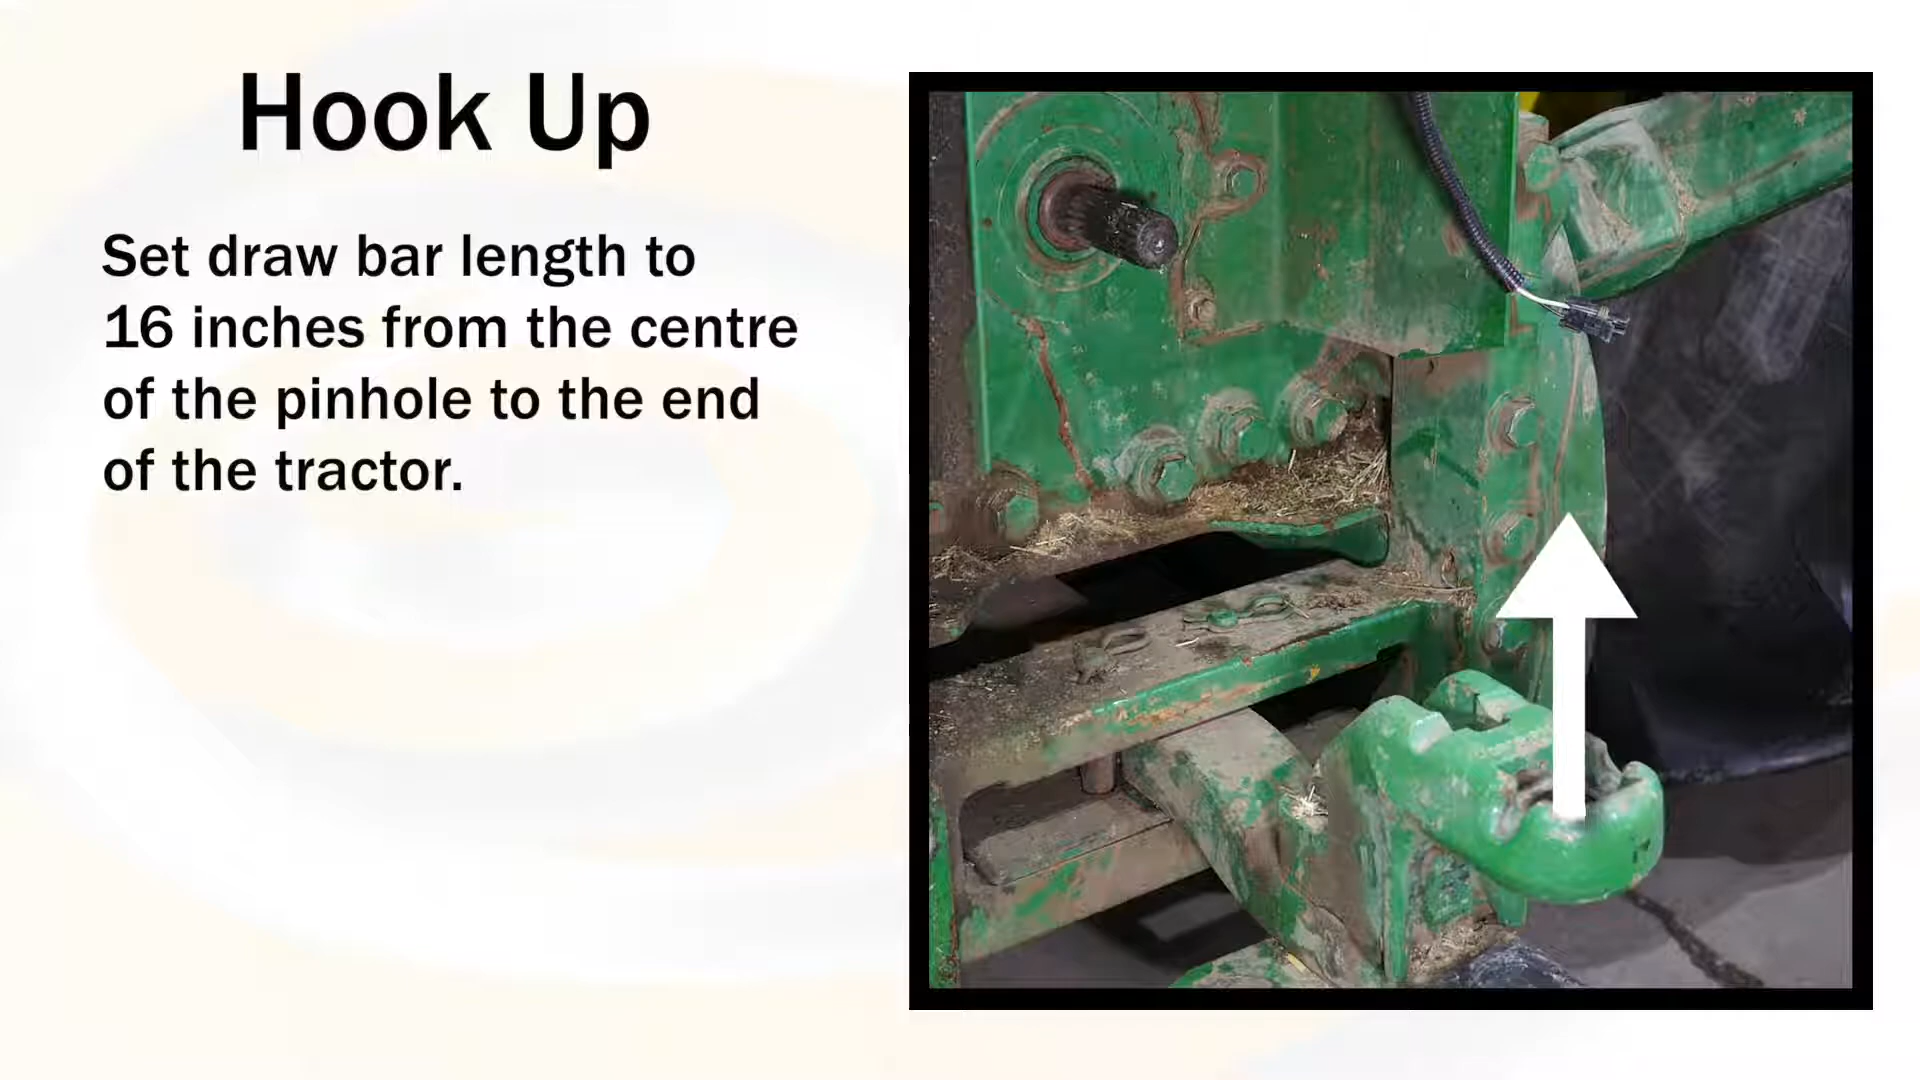 Hook Up
Set draw bar length to
16 inches from the centre
of the pinhole to the end
of the tractor.